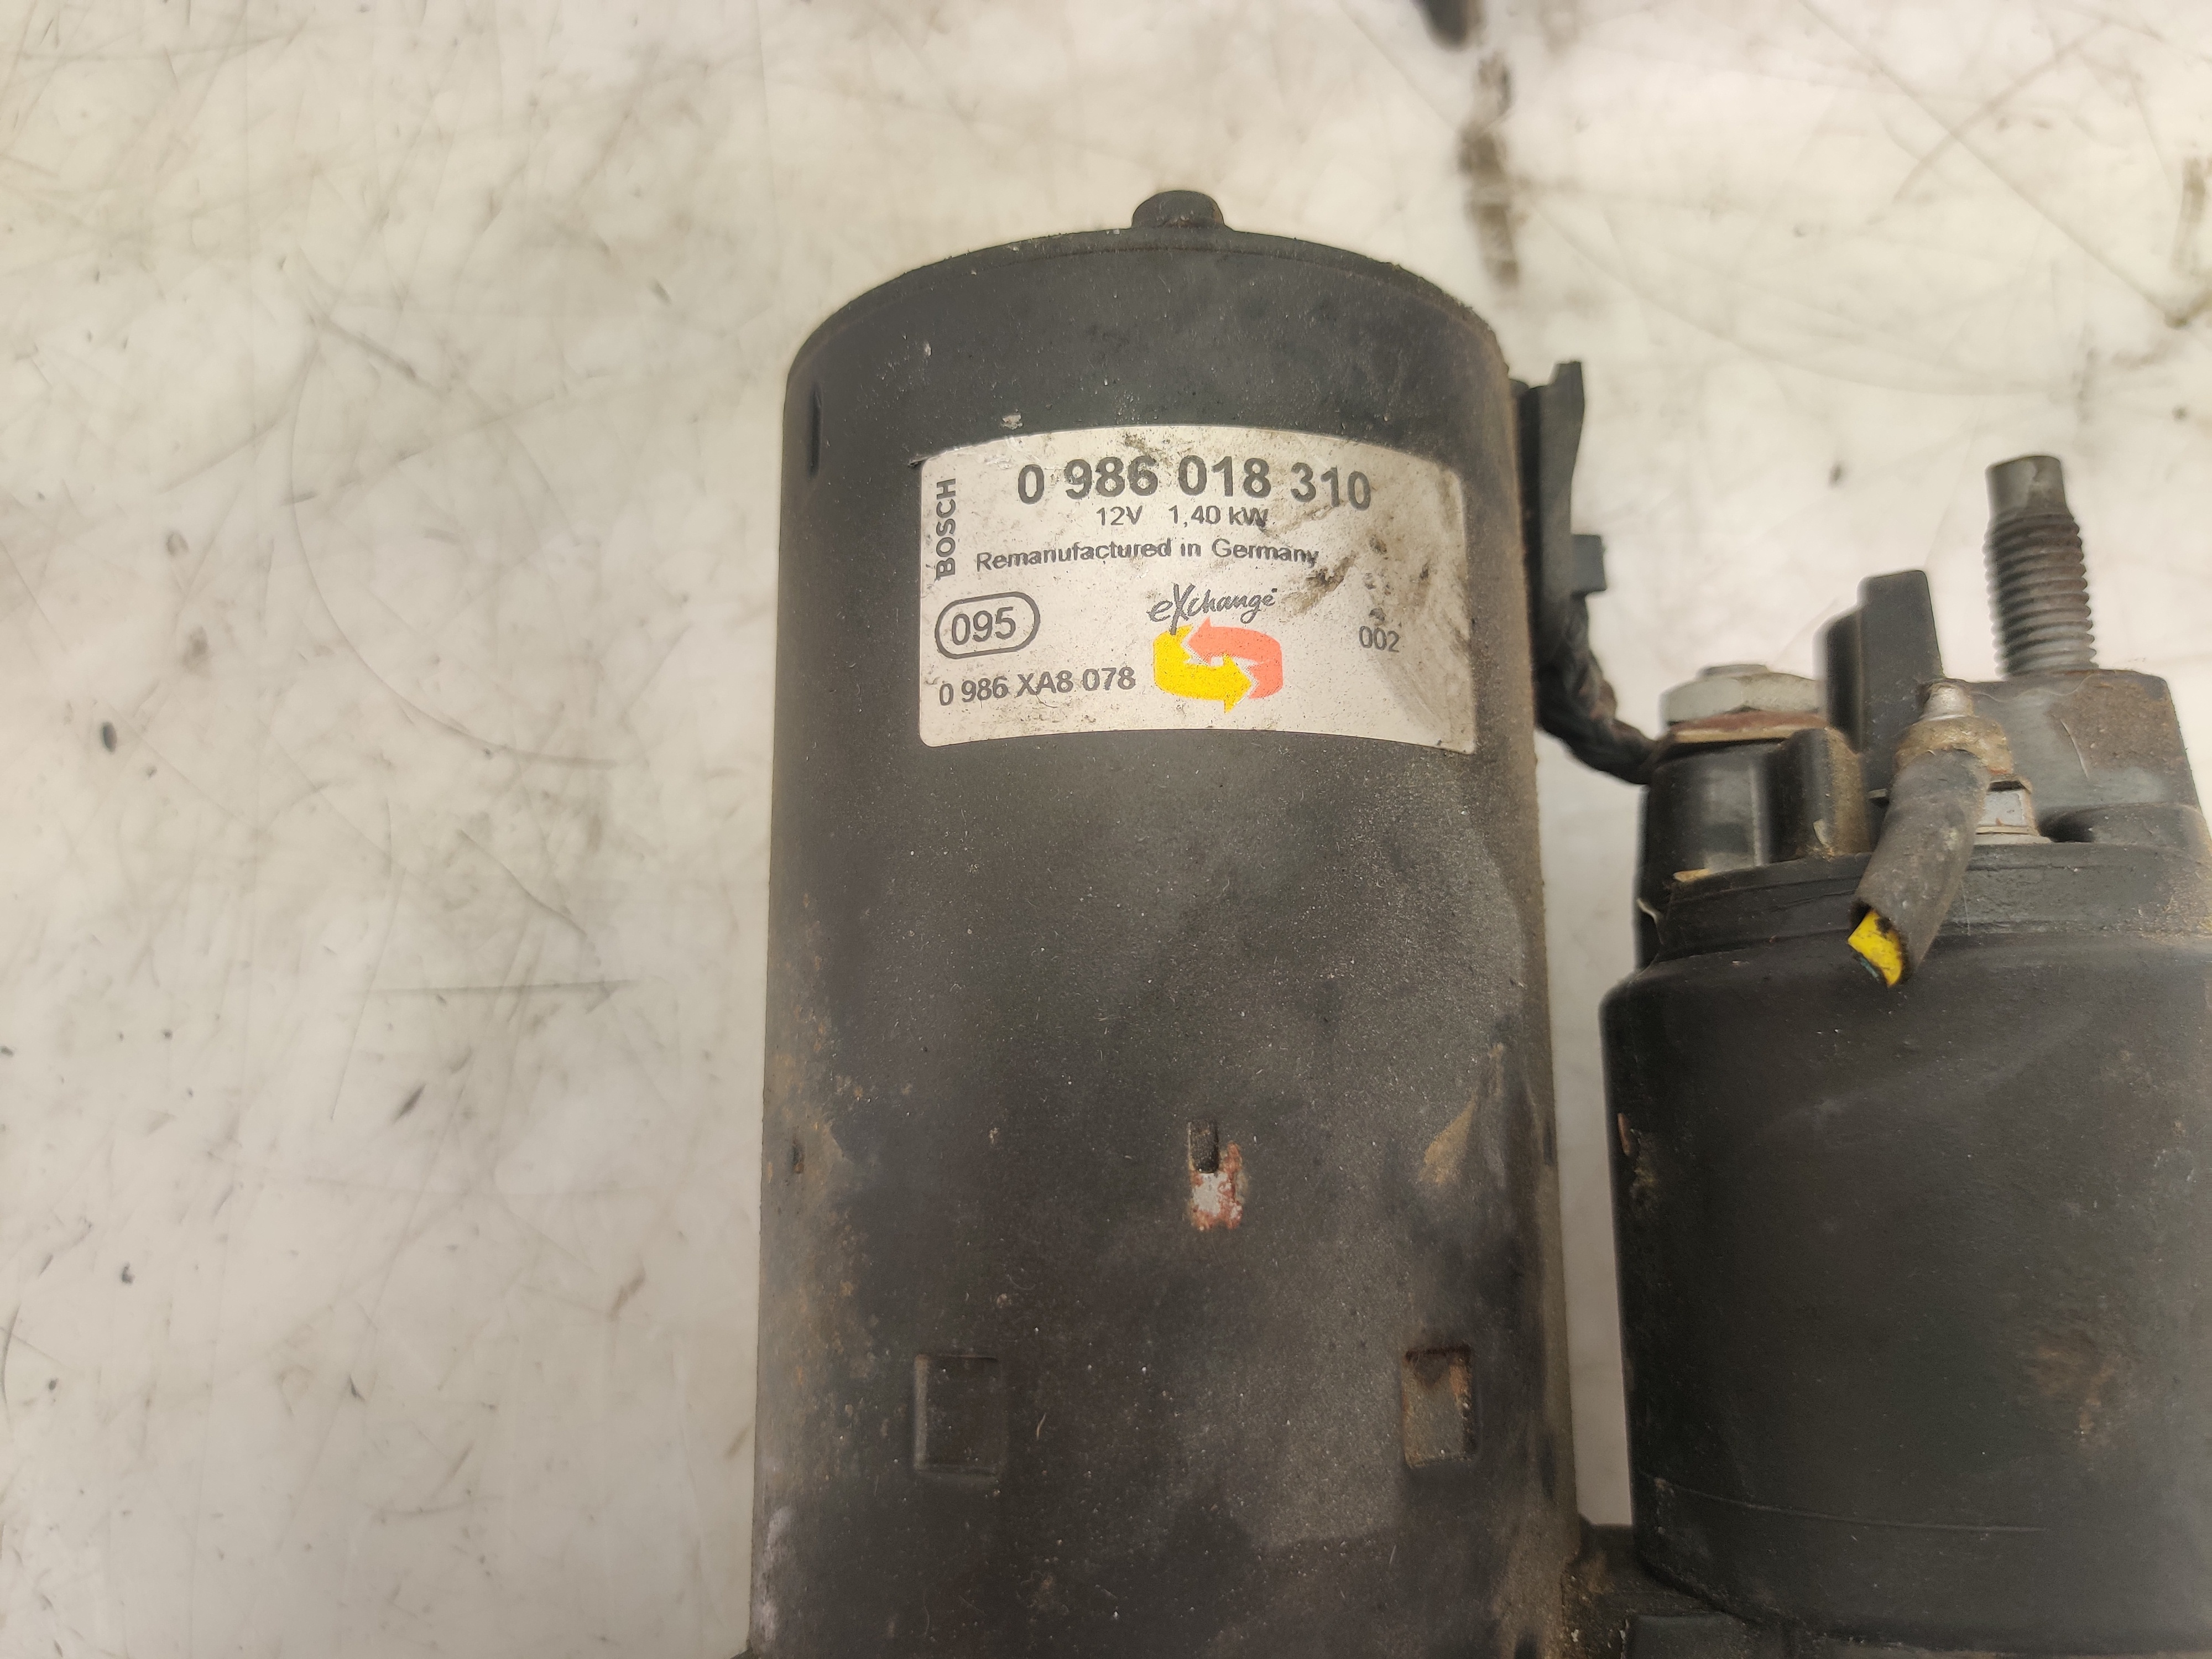 BOSCH
0 986 018 310
12V 1,40 kW
Remanufactured in Germany
eXchange
095
002
0 986 XA8 078